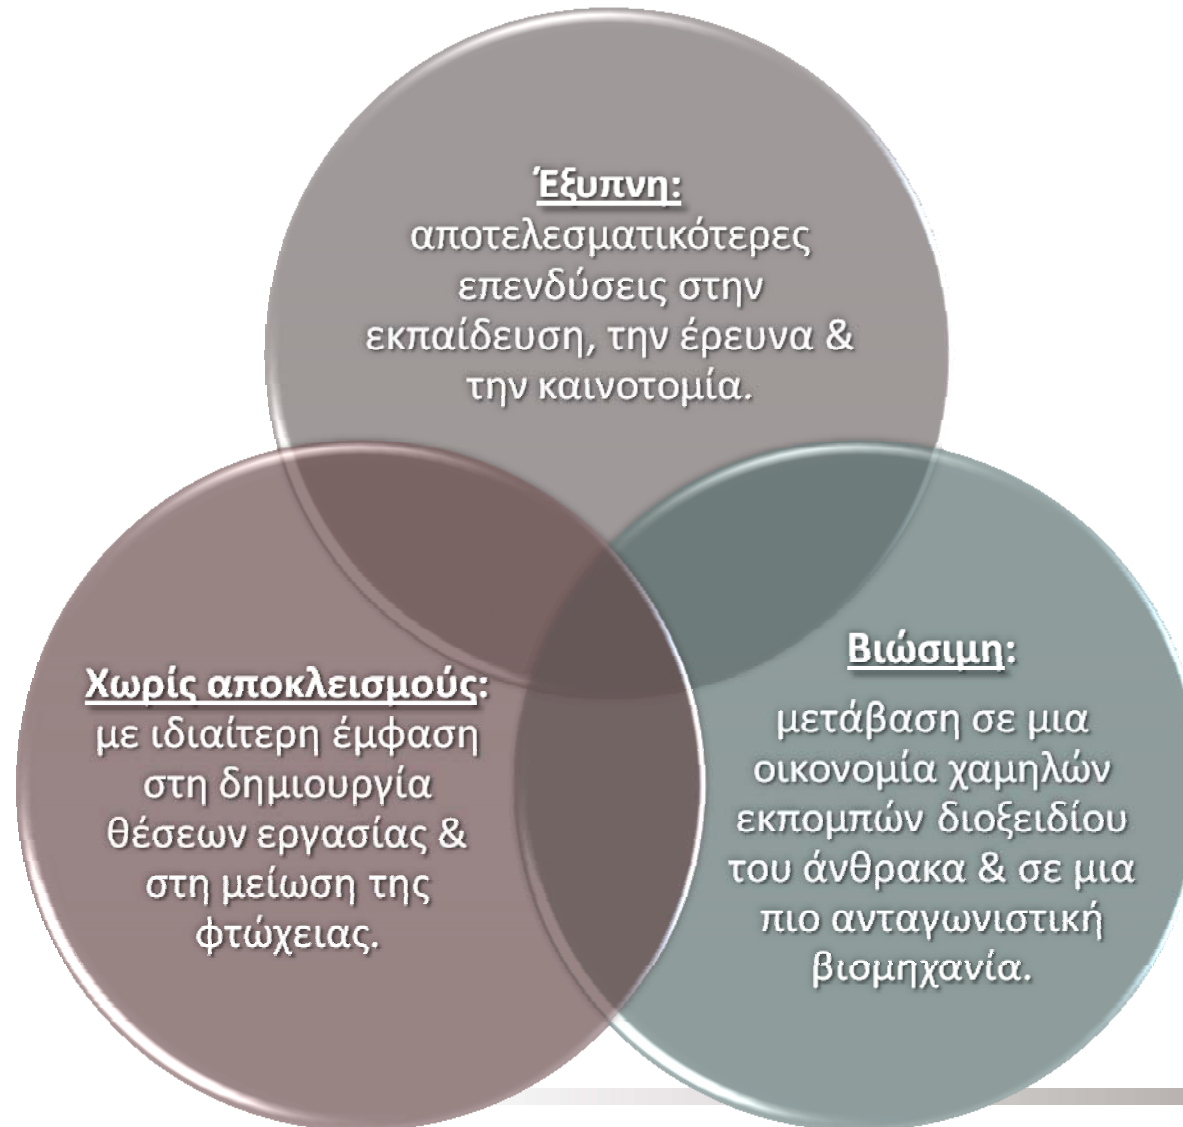 Έξυπνη:
αποτελεσματικότερες
επενδύσεις στην
εκπαίδευση, την έρευνα &
την καινοτομία.
Χωρίς αποκλεισμούς:
με ιδιαίτερη έμφαση
στη δημιουργία
θέσεων εργασίας &
στη μείωση της
φτώχειας.
Βιώσιμη:
μετάβαση σε μια
οικονομία χαμηλών
εκπομπών διοξειδίου
του άνθρακα & σε μια
πιο ανταγωνιστική
βιομηχανία.